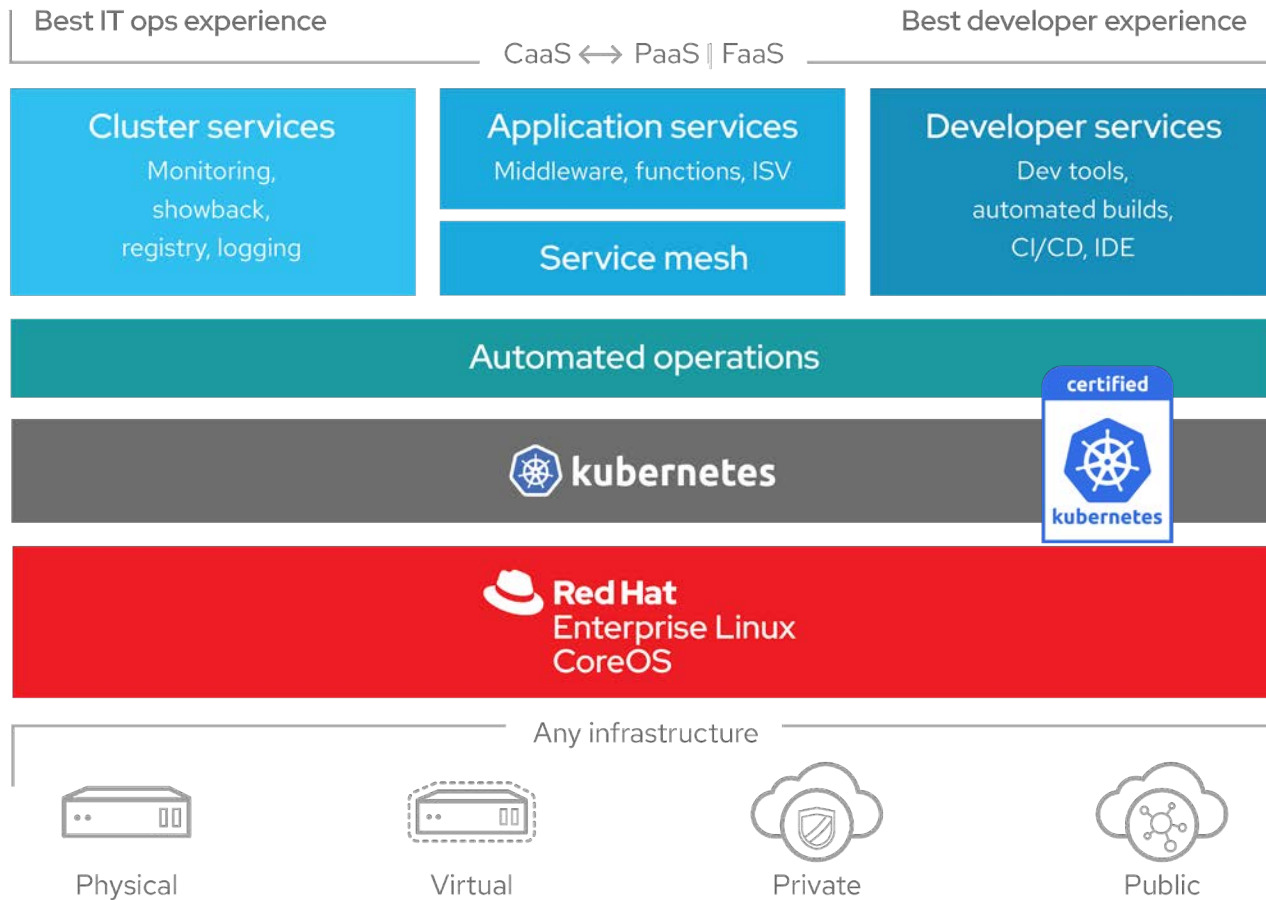 Best IT ops experience
Best developer experience
CaaS ↔ PaaS | FaaS
Cluster services
Monitoring,
showback,
registry, logging
Application services
Middleware, functions, ISV
Service mesh
Developer services
Dev tools,
automated builds,
CI/CD, IDE
Automated operations
certified
kubernetes
kubernetes
Red Hat
Enterprise Linux
CoreOS
Any infrastructure
Physical
Virtual
Private
Public